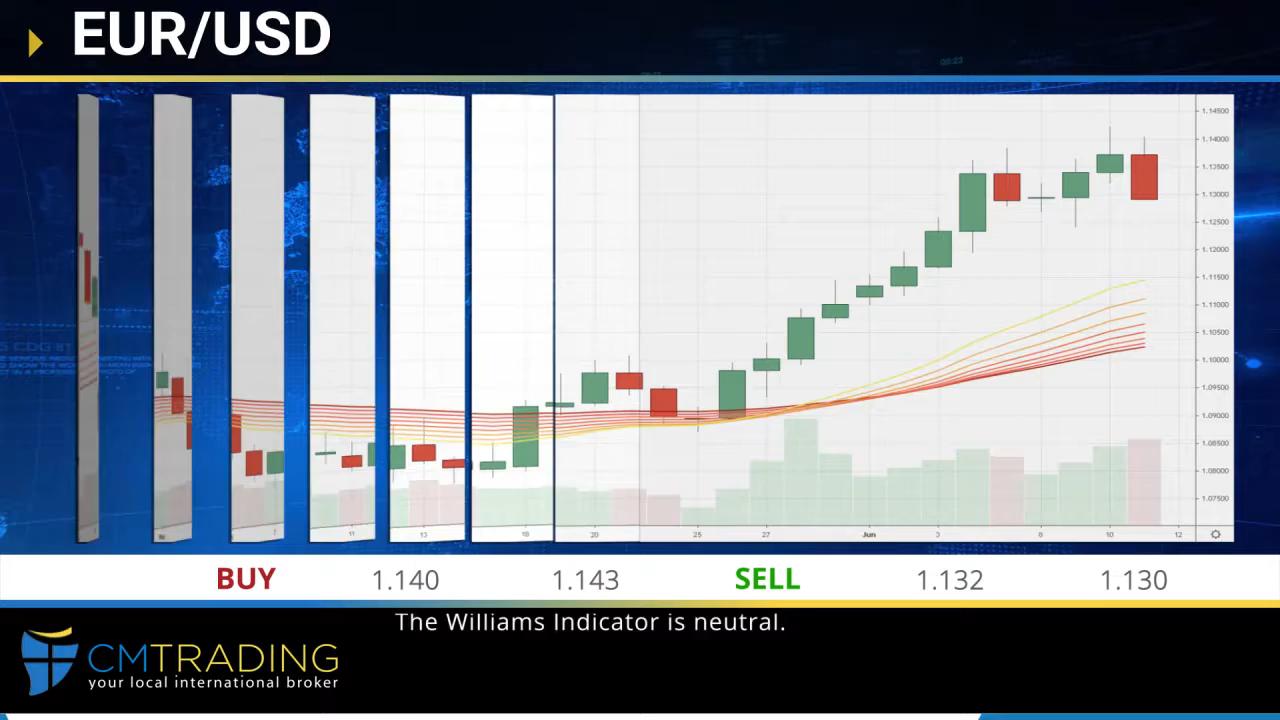 EUR/USD
00:23
1.14500
1.14000
1.13500
1.13000
1.12500
1.12000
1.11500
1.11000
1.10500
1.10000
1.09500
1.09000
1.08500
1.08000
1.07500
7 11 13 18 20 25 27 Jun 3 8 10 12
BUY 1.140 1.143 SELL 1.132 1.130
The Williams Indicator is neutral.
CMTRADING
your local international broker